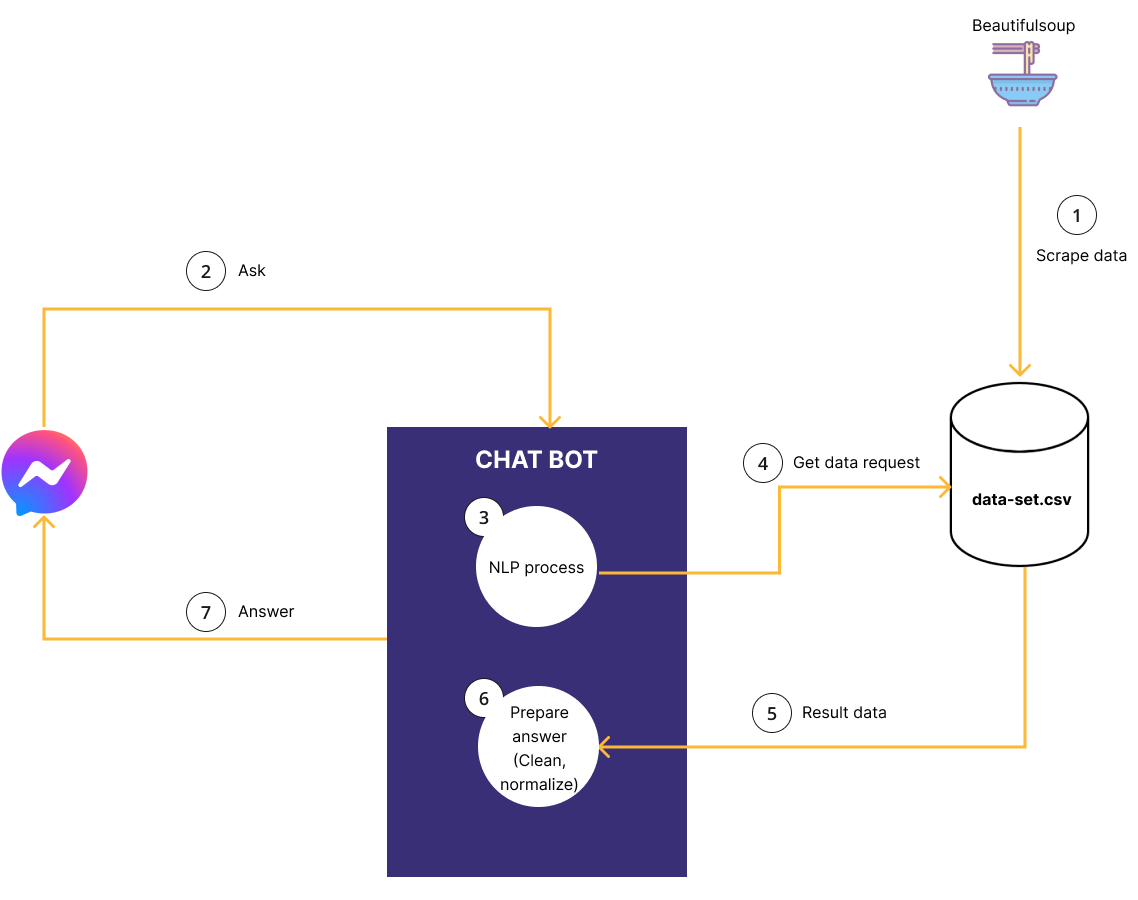 Beautifulsoup
1
Scrape data
2
Ask
CHAT BOT
4
Get data request
data-set.csv
3
NLP process
7
Answer
6
Prepare
answer
(Clean,
normalize)
5
Result data